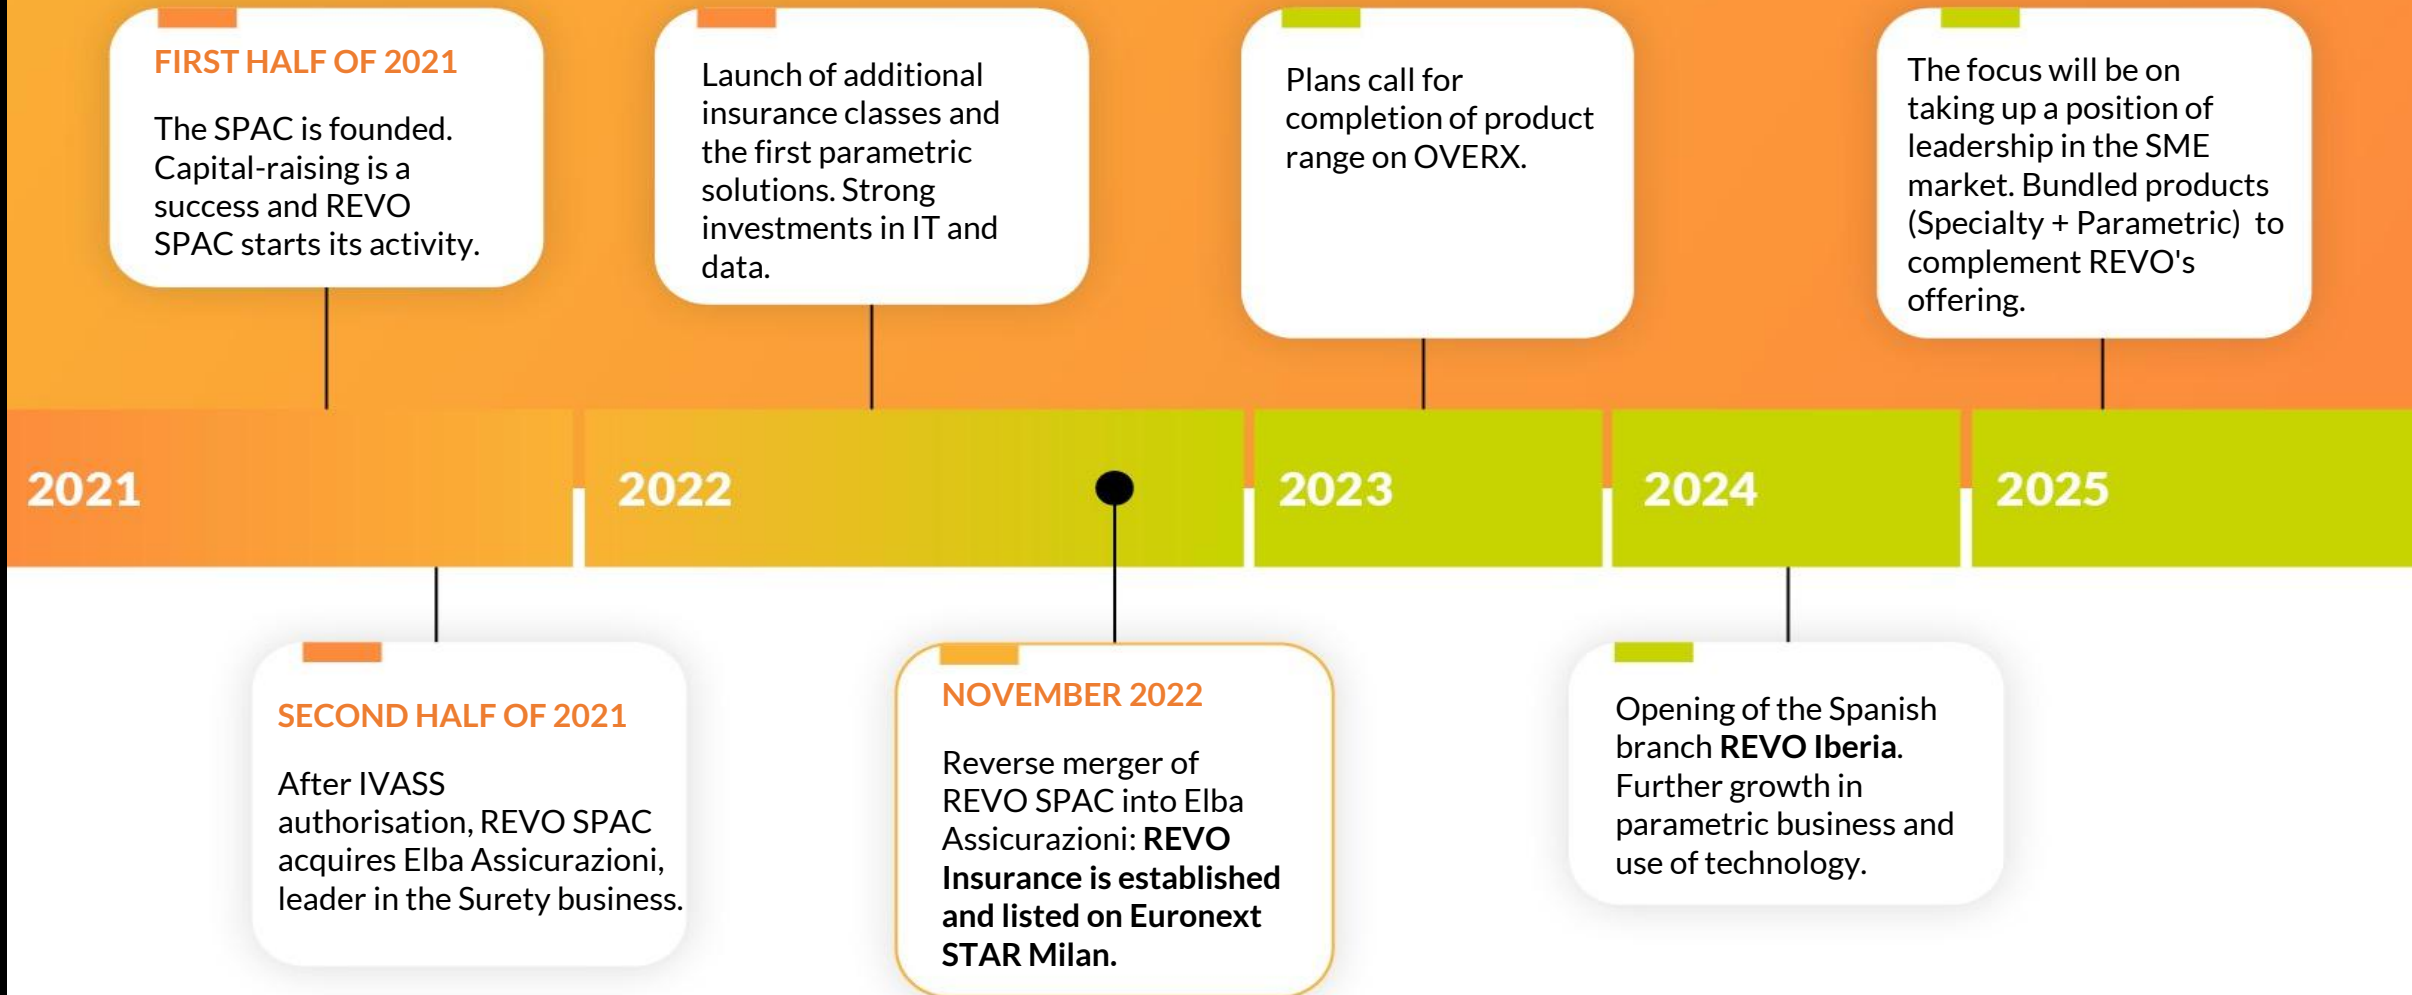 FIRST HALF OF 2021
The SPAC is founded.
Capital-raising is a
success and REVO
SPAC starts its activity.
Launch of additional
insurance classes and
the first parametric
solutions. Strong
investments in IT and
data.
Plans call for
completion of product
range on OVERX.
The focus will be on
taking up a position of
leadership in the SME
market. Bundled products
(Specialty + Parametric)  to
complement REVO's
offering.
2021
2022
2023
2024
2025
SECOND HALF OF 2021
After IVASS
authorisation, REVO SPAC
acquires Elba Assicurazioni,
leader in the Surety business.
NOVEMBER 2022
Reverse merger of
REVO SPAC into Elba
Assicurazioni: REVO
Insurance is established
and listed on Euronext
STAR Milan.
Opening of the Spanish
branch REVO Iberia.
Further growth in
parametric business and
use of technology.